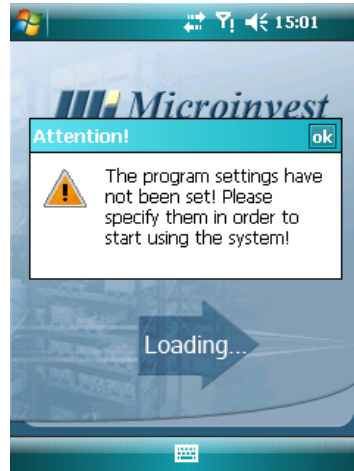 15:01
Microinvest
Attention!
ok
The program settings have
not been set! Please
specify them in order to
start using the system!
Loading...